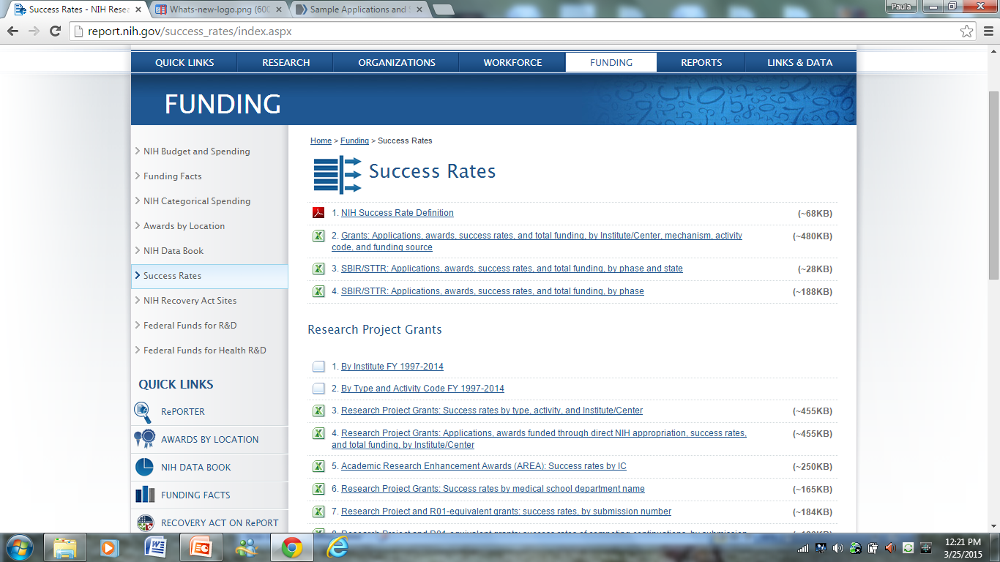 Success Rates - NIH Resea
Whats-new-logo.png (600
Sample Applications and S
Paula
report.nih.gov/success_rates/index.aspx
QUICK LINKS
RESEARCH
ORGANIZATIONS
WORKFORCE
FUNDING
REPORTS
LINKS & DATA
FUNDING
NIH Budget and Spending
Funding Facts
NIH Categorical Spending
Awards by Location
NIH Data Book
Success Rates
NIH Recovery Act Sites
Federal Funds for R&D
Federal Funds for Health R&D
QUICK LINKS
RePORTER
AWARDS BY LOCATION
NIH DATA BOOK
FUNDING FACTS
RECOVERY ACT ON RePORT
Home > Funding > Success Rates
Success Rates
1. NIH Success Rate Definition (~68KB)
2. Grants: Applications, awards, success rates, and total funding, by Institute/Center, mechanism, activity (~480KB)
code, and funding source
3. SBIR/STTR: Applications, awards, success rates, and total funding, by phase and state (~28KB)
4. SBIR/STTR: Applications, awards, success rates, and total funding, by phase (~188KB)
Research Project Grants
1. By Institute FY 1997-2014
2. By Type and Activity Code FY 1997-2014
3. Research Project Grants: Success rates by type, activity, and Institute/Center (~455KB)
4. Research Project Grants: Applications, awards funded through direct NIH appropriation, success rates, (~455KB)
and total funding, by Institute/Center
5. Academic Research Enhancement Awards (AREA): Success rates by IC (~250KB)
6. Research Project Grants: Success rates by medical school department name (~165KB)
7. Research Project and R01-equivalent grants: success rates, by submission number (~184KB)
12:21 PM
3/25/2015